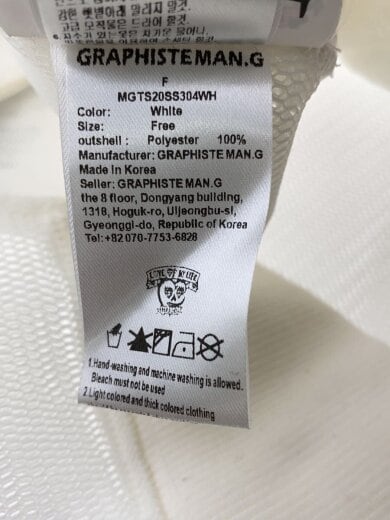 GRAPHISTEMAN.G
F
MGTS20SS304WH
Color: White
Size: Free
outshell : Polyester 100%
Manufacturer: GRAPHISTE MAN.G
Made in Korea
Seller: GRAPHISTE MAN.G
the 8 floor, Dongyang building,
1318, Hoguk-ro, Uijeongbu-si,
Gyeonggi-do, Republic of Korea
Tel:+82070-7753-6828
1.Hand-washing and machine washing is allowed.
Bleach must not be used
2 Light colored and thick colored clothing